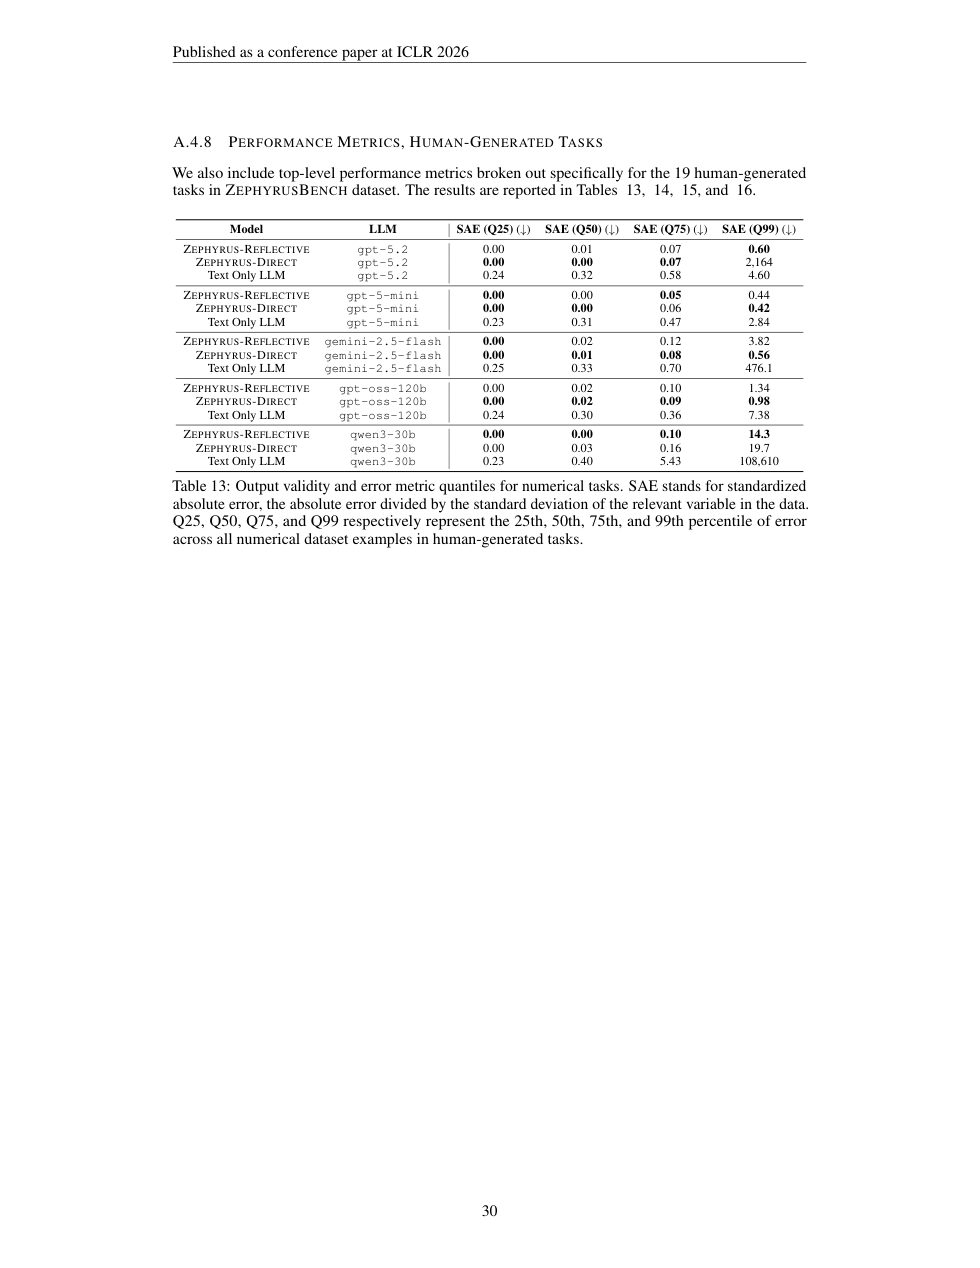 Published as a conference paper at ICLR 2026
A.4.8 PERFORMANCE METRICS, HUMAN-GENERATED TASKS
We also include top-level performance metrics broken out specifically for the 19 human-generated
tasks in ZEPHYRUSBENCH dataset. The results are reported in Tables 13, 14, 15, and 16.
Model LLM SAE (Q25) (↓) SAE (Q50) (↓) SAE (Q75) (↓) SAE (Q99) (↓)
ZEPHYRUS-REFLECTIVE gpt-5.2 0.00 0.01 0.07 0.60
ZEPHYRUS-DIRECT gpt-5.2 0.00 0.00 0.07 2,164
Text Only LLM gpt-5.2 0.24 0.32 0.58 4.60
ZEPHYRUS-REFLECTIVE gpt-5-mini 0.00 0.00 0.05 0.44
ZEPHYRUS-DIRECT gpt-5-mini 0.00 0.00 0.06 0.42
Text Only LLM gpt-5-mini 0.23 0.31 0.47 2.84
ZEPHYRUS-REFLECTIVE gemini-2.5-flash 0.00 0.02 0.12 3.82
ZEPHYRUS-DIRECT gemini-2.5-flash 0.00 0.01 0.08 0.56
Text Only LLM gemini-2.5-flash 0.25 0.33 0.70 476.1
ZEPHYRUS-REFLECTIVE gpt-oss-120b 0.00 0.02 0.10 1.34
ZEPHYRUS-DIRECT gpt-oss-120b 0.00 0.02 0.09 0.98
Text Only LLM gpt-oss-120b 0.24 0.30 0.36 7.38
ZEPHYRUS-REFLECTIVE qwen3-30b 0.00 0.00 0.10 14.3
ZEPHYRUS-DIRECT qwen3-30b 0.00 0.03 0.16 19.7
Text Only LLM qwen3-30b 0.23 0.40 5.43 108,610
Table 13: Output validity and error metric quantiles for numerical tasks. SAE stands for standardized
absolute error, the absolute error divided by the standard deviation of the relevant variable in the data.
Q25, Q50, Q75, and Q99 respectively represent the 25th, 50th, 75th, and 99th percentile of error
across all numerical dataset examples in human-generated tasks.
30